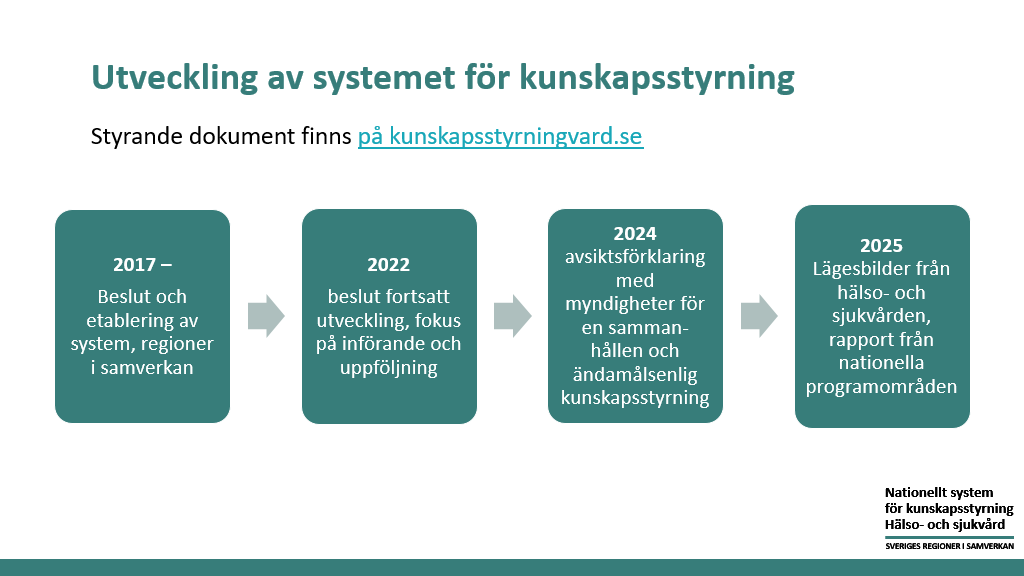 Utveckling av systemet för kunskapsstyrning
Styrande dokument finns på kunskapsstyrningvard.se
2017 –
Beslut och
etablering av
system, regioner
i samverkan
2022
beslut fortsatt
utveckling, fokus
på införande och
uppföljning
2024
avsiktsförklaring
med
myndigheter för
en samman-
hållen och
ändamålsenlig
kunskapsstyrning
2025
Lägesbilder från
hälso- och
sjukvården,
rapport från
nationella
programområden
Nationellt system
för kunskapsstyrning
Hälso- och sjukvård
SVERIGES REGIONER I SAMVERKAN